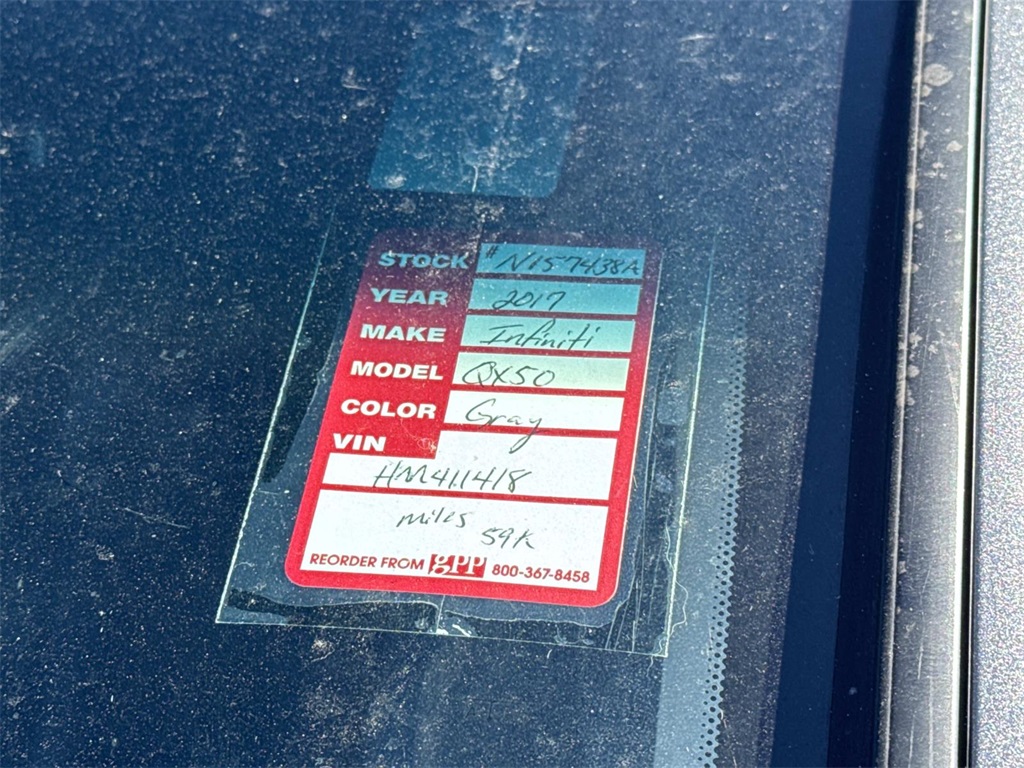 STOCK # N157438A
YEAR 2017
MAKE Infiniti
MODEL QX50
COLOR Gray
VIN
HM411418
miles
59K
REORDER FROM gpp 800-367-8458